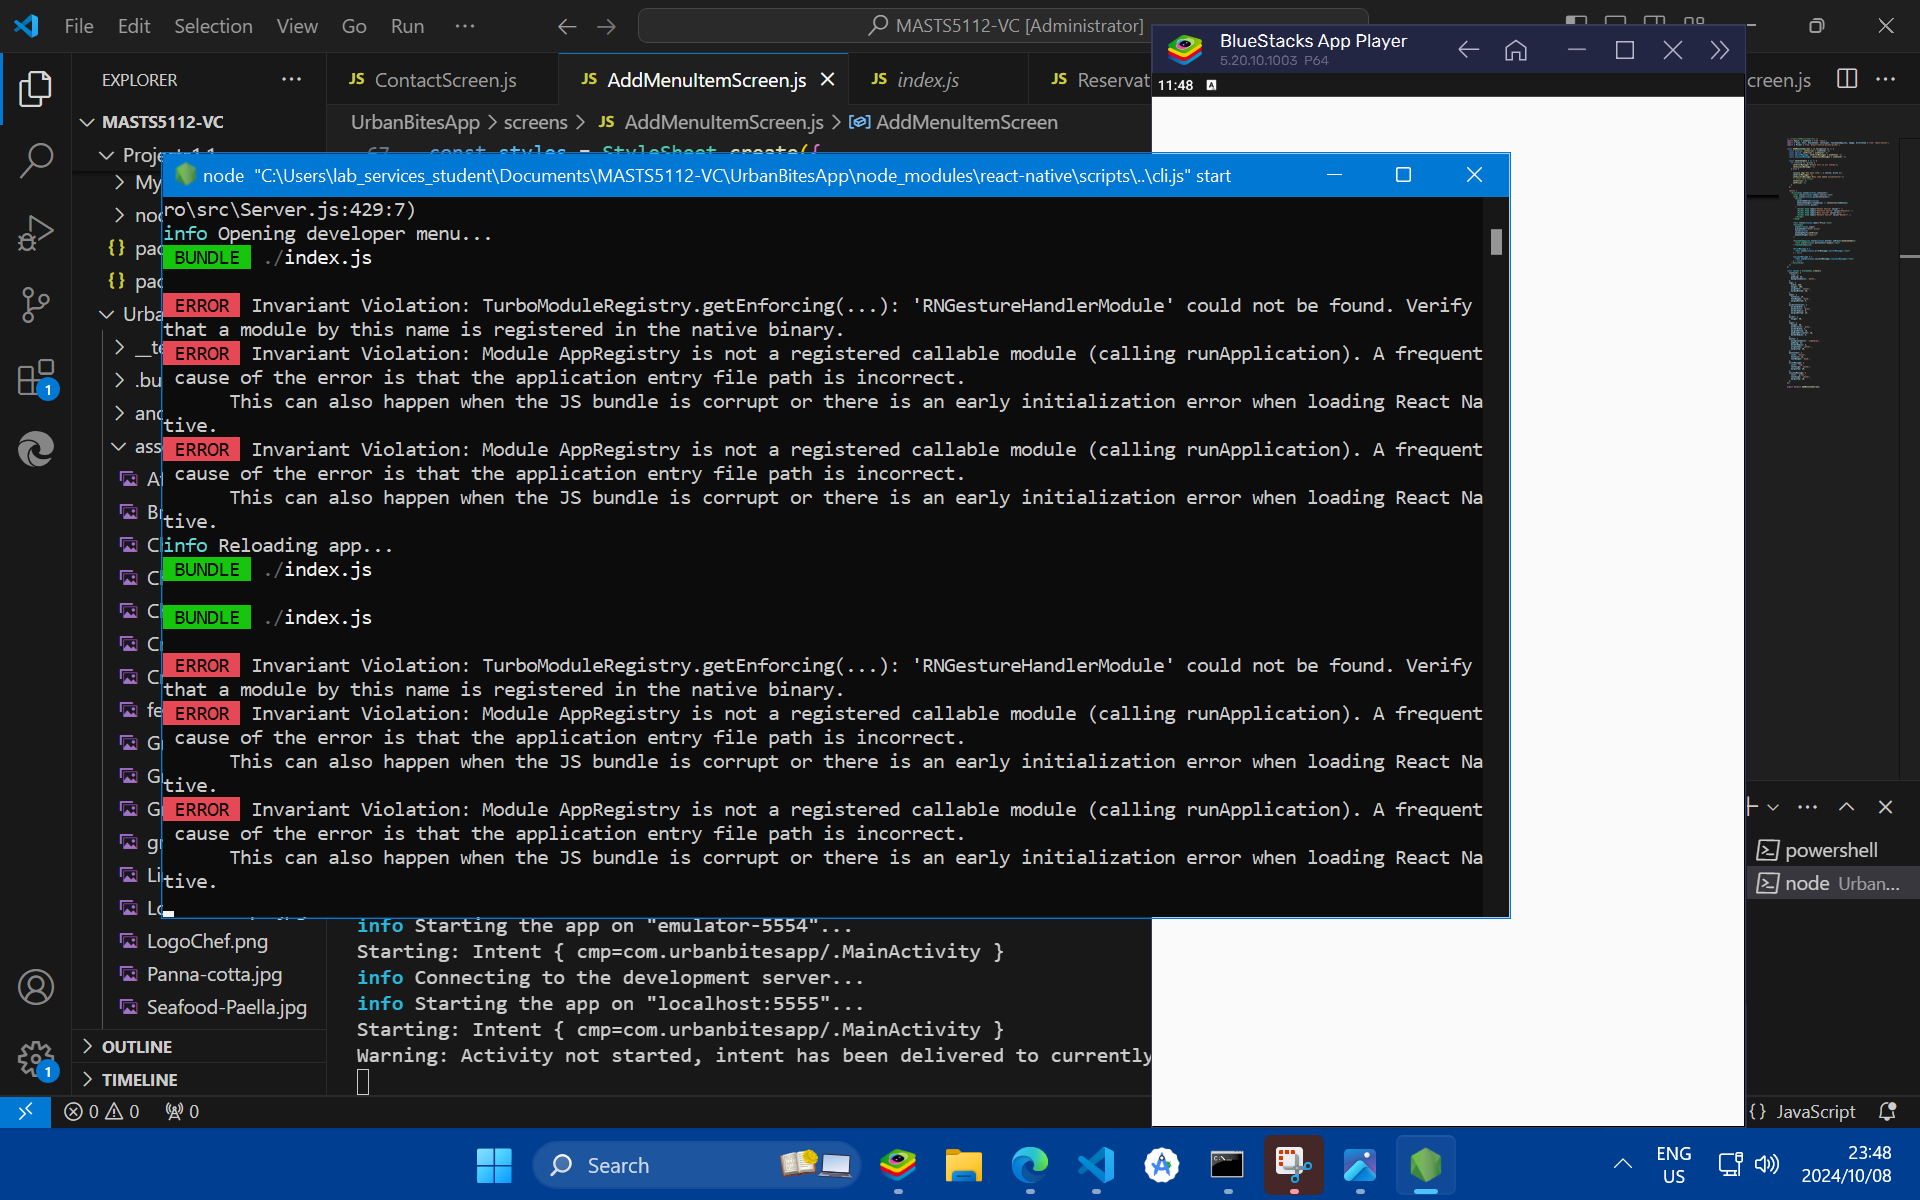 File Edit Selection View Go Run ···
MASTS5112-VC [Administrator]
BlueStacks App Player
5.20.10.1003 P64
11:48
EXPLORER
JS ContactScreen.js
JS AddMenuItemScreen.js
JS index.js
JS Reservat
creen.js
MASTS5112-VC
UrbanBitesApp > screens > JS AddMenuItemScreen.js > AddMenuItemScreen
67 const styles = StyleSheet.create({
My
noc
{} pac
{} pac
Urba
__te
.bu
anc
ass
LogoChef.png
Panna-cotta.jpg
Seafood-Paella.jpg
OUTLINE
TIMELINE
node "C:\Users\lab_services_student\Documents\MASTS5112-VC\UrbanBitesApp\node_modules\react-native\scripts\..\cli.js" start
ro\src\Server.js:429:7)
info Opening developer menu...
BUNDLE ./index.js
ERROR Invariant Violation: TurboModuleRegistry.getEnforcing(...): 'RNGestureHandlerModule' could not be found. Verify
that a module by this name is registered in the native binary.
ERROR Invariant Violation: Module AppRegistry is not a registered callable module (calling runApplication). A frequent
cause of the error is that the application entry file path is incorrect.
This can also happen when the JS bundle is corrupt or there is an early initialization error when loading React Na
tive.
ERROR Invariant Violation: Module AppRegistry is not a registered callable module (calling runApplication). A frequent
cause of the error is that the application entry file path is incorrect.
This can also happen when the JS bundle is corrupt or there is an early initialization error when loading React Na
tive.
info Reloading app...
BUNDLE ./index.js
BUNDLE ./index.js
ERROR Invariant Violation: TurboModuleRegistry.getEnforcing(...): 'RNGestureHandlerModule' could not be found. Verify
that a module by this name is registered in the native binary.
ERROR Invariant Violation: Module AppRegistry is not a registered callable module (calling runApplication). A frequent
cause of the error is that the application entry file path is incorrect.
This can also happen when the JS bundle is corrupt or there is an early initialization error when loading React Na
tive.
ERROR Invariant Violation: Module AppRegistry is not a registered callable module (calling runApplication). A frequent
cause of the error is that the application entry file path is incorrect.
This can also happen when the JS bundle is corrupt or there is an early initialization error when loading React Na
tive.
info Starting the app on "emulator-5554"...
Starting: Intent { cmp=com.urbanbitesapp/.MainActivity }
info Connecting to the development server...
info Starting the app on "localhost:5555"...
Starting: Intent { cmp=com.urbanbitesapp/.MainActivity }
Warning: Activity not started, intent has been delivered to currently
powershell
node Urban...
0 0 0
{} JavaScript
Search
ENG
US
23:48
2024/10/08